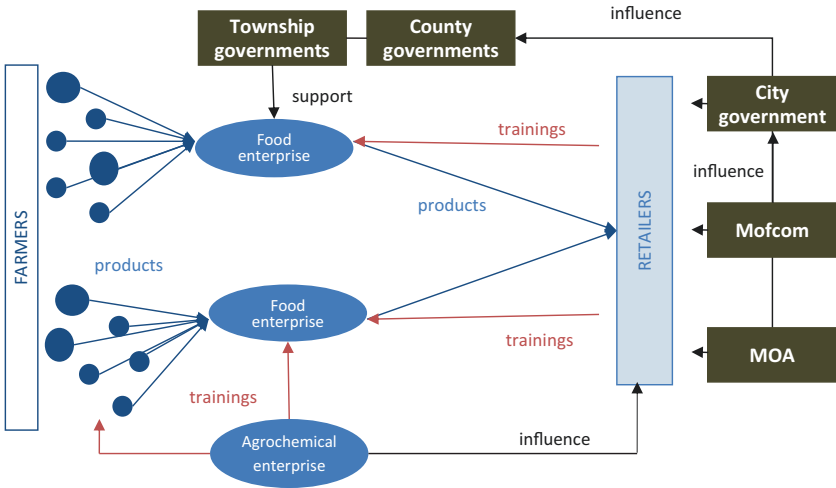 influence
Township
governments
County
governments
support
City
government
trainings
Food
enterprise
influence
products
FARMERS
RETAILERS
Mofcom
products
Food
enterprise
trainings
MOA
trainings
Agrochemical
enterprise
influence